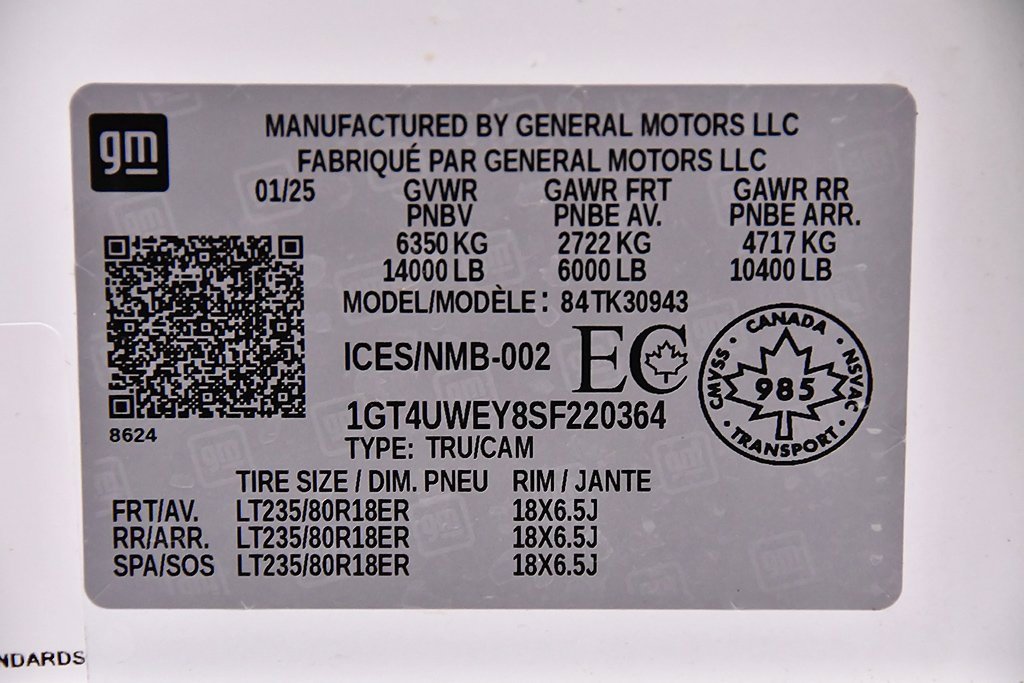 gm
MANUFACTURED BY GENERAL MOTORS LLC
FABRIQUÉ PAR GENERAL MOTORS LLC
01/25 GVWR GAWR FRT GAWR RR
PNBV PNBE AV. PNBE ARR.
6350 KG 2722 KG 4717 KG
14000 LB 6000 LB 10400 LB
MODEL/MODÈLE : 84TK30943
ICES/NMB-002 EC
CANADA
CMVSS 985 NSVAC
TRANSPORT
8624
1GT4UWEY8SF220364
TYPE: TRU/CAM
TIRE SIZE / DIM. PNEU RIM / JANTE
FRT/AV. LT235/80R18ER 18X6.5J
RR/ARR. LT235/80R18ER 18X6.5J
SPA/SOS LT235/80R18ER 18X6.5J
NDARDS